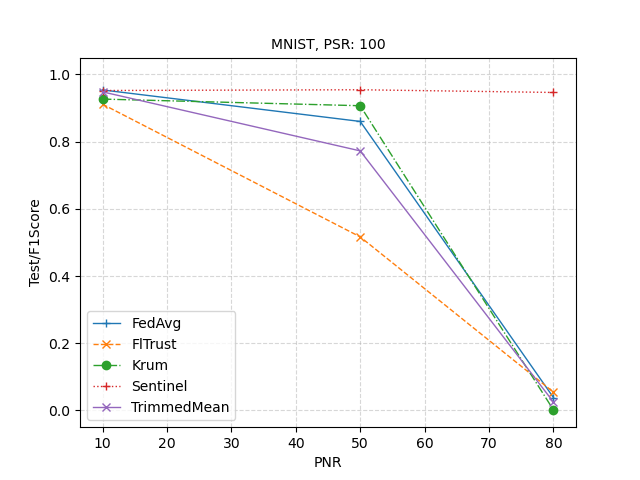 MNIST, PSR: 100
Test/F1Score
1.0
0.8
0.6
0.4
0.2
0.0
FedAvg
FlTrust
Krum
Sentinel
TrimmedMean
10 20 30 40 50 60 70 80
PNR